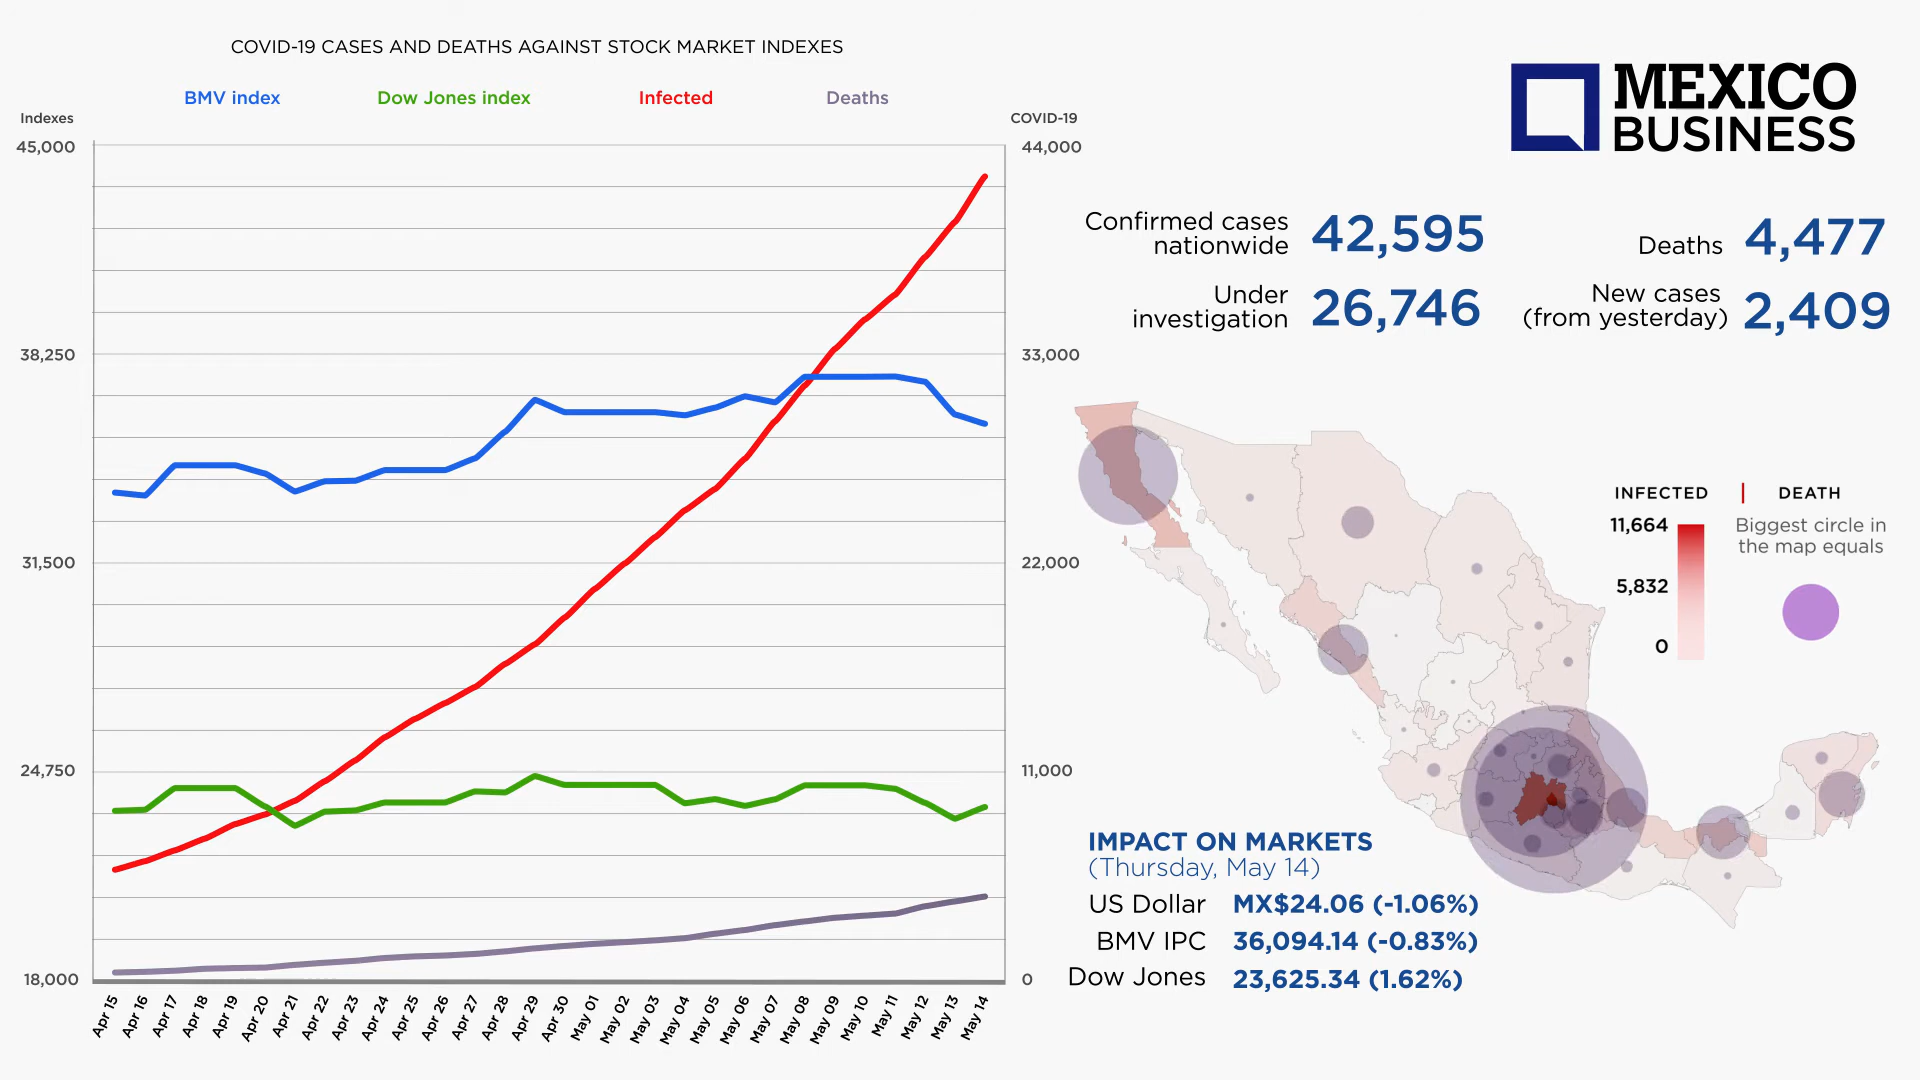 COVID-19 CASES AND DEATHS AGAINST STOCK MARKET INDEXES
BMV index
Dow Jones index
Infected
Deaths
Indexes
COVID-19
45,000
38,250
31,500
24,750
18,000
44,000
33,000
22,000
11,000
0
Apr 15
Apr 16
Apr 17
Apr 18
Apr 19
Apr 20
Apr 21
Apr 22
Apr 23
Apr 24
Apr 25
Apr 26
Apr 27
Apr 28
Apr 29
Apr 30
May 01
May 02
May 03
May 04
May 05
May 06
May 07
May 08
May 09
May 10
May 11
May 12
May 13
May 14
MEXICO
BUSINESS
Confirmed cases
nationwide
42,595
Deaths
4,477
Under
investigation
26,746
New cases
(from yesterday)
2,409
INFECTED | DEATH
11,664
5,832
0
Biggest circle in
the map equals
IMPACT ON MARKETS
(Thursday, May 14)
US Dollar MX$24.06 (-1.06%)
BMV IPC 36,094.14 (-0.83%)
Dow Jones 23,625.34 (1.62%)